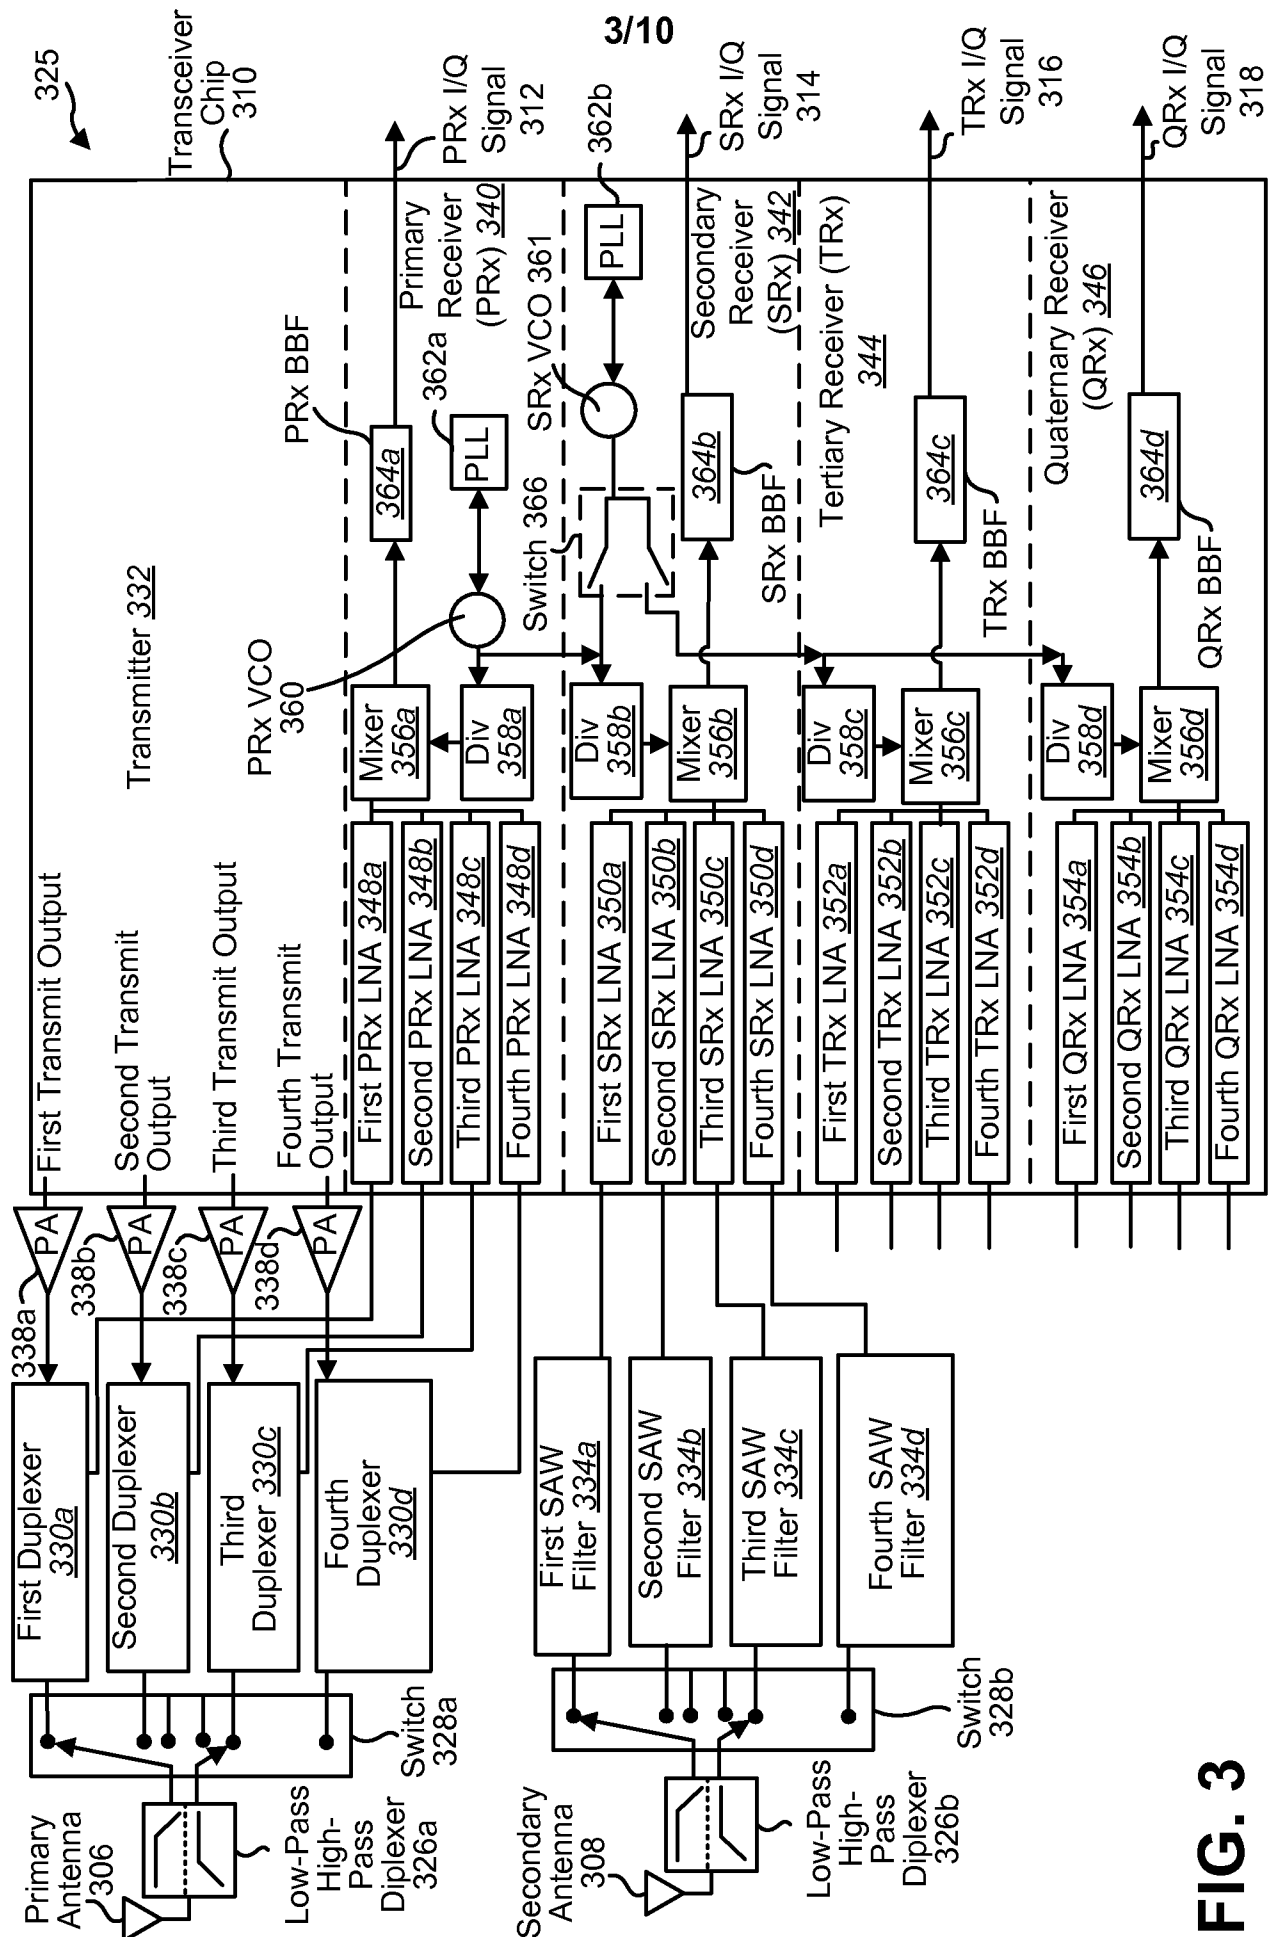 3/10
325
Transceiver
Chip
310
Transmitter 332
First Transmit Output
Second Transmit
Output
Third Transmit Output
Fourth Transmit
Output
PA
338a
PA
338b
PA
338c
PA
338d
First Duplexer
330a
Second Duplexer
330b
Third
Duplexer 330c
Fourth
Duplexer
330d
Switch
328a
Primary
Antenna
306
Low-Pass
High-
Pass
Diplexer
326a
First PRx LNA 348a
Second PRx LNA 348b
Third PRx LNA 348c
Fourth PRx LNA 348d
Mixer
356a
Div
358a
PRx VCO
360
PLL
362a
PRx BBF
364a
Primary
Receiver
(PRx) 340
PRx I/Q
Signal
312
First SAW
Filter 334a
Second SAW
Filter 334b
Third SAW
Filter 334c
Fourth SAW
Filter 334d
Switch
328b
Secondary
Antenna
308
Low-Pass
High-
Pass
Diplexer
326b
First SRx LNA 350a
Second SRx LNA 350b
Third SRx LNA 350c
Fourth SRx LNA 350d
Div
358b
Mixer
356b
Switch 366
SRx VCO 361
PLL
362b
364b
SRx BBF
Secondary
Receiver
(SRx) 342
SRx I/Q
Signal
314
First TRx LNA 352a
Second TRx LNA 352b
Third TRx LNA 352c
Fourth TRx LNA 352d
Div
358c
Mixer
356c
364c
TRx BBF
Tertiary Receiver (TRx)
344
TRx I/Q
Signal
316
First QRx LNA 354a
Second QRx LNA 354b
Third QRx LNA 354c
Fourth QRx LNA 354d
Div
358d
Mixer
356d
364d
QRx BBF
Quaternary Receiver
(QRx) 346
QRx I/Q
Signal
318
FIG. 3